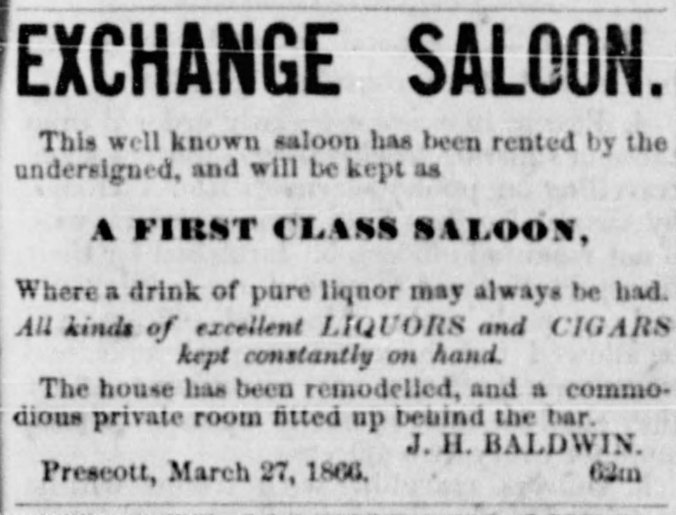 EXCHANGE SALOON.
This well known saloon has been rented by the
undersigned, and will be kept as
A FIRST CLASS SALOON,
Where a drink of pure liquor may always be had.
All kinds of excellent LIQUORS and CIGARS
kept constantly on hand.
The house has been remodelled, and a commo-
dious private room fitted up behind the bar.
J. H. BALDWIN.
Prescott, March 27, 1866. 62m